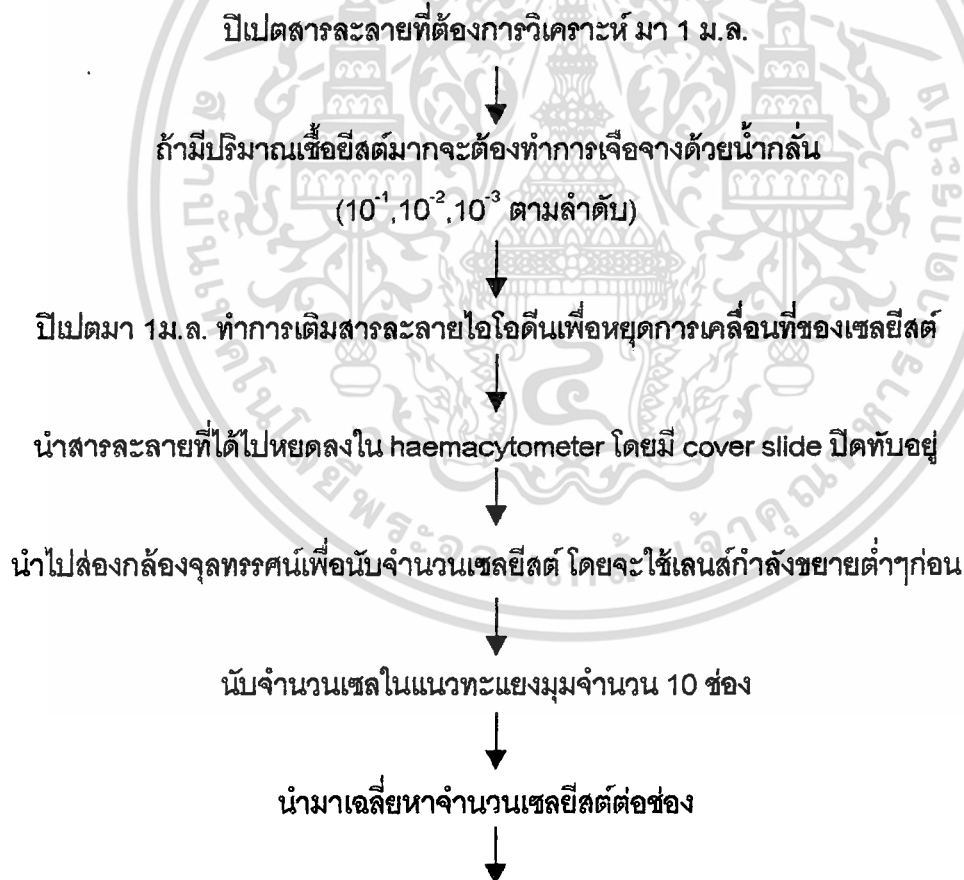 ปิเปตสารละลายที่ต้องการวิเคราะห์ มา 1 ม.ล.
ถ้ามีปริมาณเชื้อยีสต์มากจะต้องทำการเจือจางด้วยน้ำกลั่น
(10⁻¹,10⁻²,10⁻³ ตามลำดับ)
ปิเปตมา 1ม.ล. ทำการเติมสารละลายไอโอดีนเพื่อหยุดการเคลื่อนที่ของเซลยีสต์
นำสารละลายที่ได้ไปหยดลงใน haemacytometer โดยมี cover slide ปิดทับอยู่
นำไปส่องกล้องจุลทรรศน์เพื่อนับจำนวนเซลยีสต์ โดยจะใช้เลนส์กำลังขยายต่ำๆก่อน
นับจำนวนเซลในแนวทะแยงมุมจำนวน 10 ช่อง
นำมาเฉลี่ยหาจำนวนเซลยีสต์ต่อช่อง